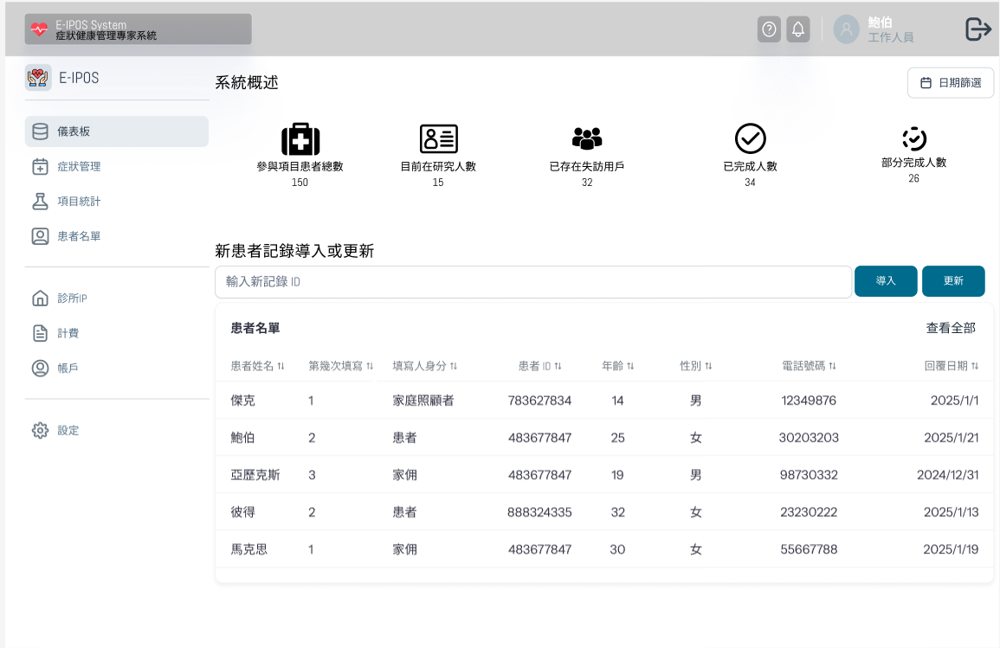 E-IPOS System
症狀健康管理專家系統
鮑伯
工作人員
E-IPOS
儀表板
症狀管理
項目統計
患者名單
診所IP
計費
帳戶
設定
系統概述
日期篩選
參與項目患者總數
150
目前在研究人數
15
已存在失訪用戶
32
已完成人數
34
部分完成人數
26
新患者記錄導入或更新
輸入新記錄 ID
導入
更新
患者名單
查看全部
患者姓名 第幾次填寫 填寫人身分 患者 ID 年齡 性別 電話號碼 回覆日期
傑克 1 家庭照顧者 783627834 14 男 12349876 2025/1/1
鮑伯 2 患者 483677847 25 女 30203203 2025/1/21
亞歷克斯 3 家佣 483677847 19 男 98730332 2024/12/31
彼得 2 患者 888324335 32 女 23230222 2025/1/13
馬克思 1 家佣 483677847 30 女 55667788 2025/1/19